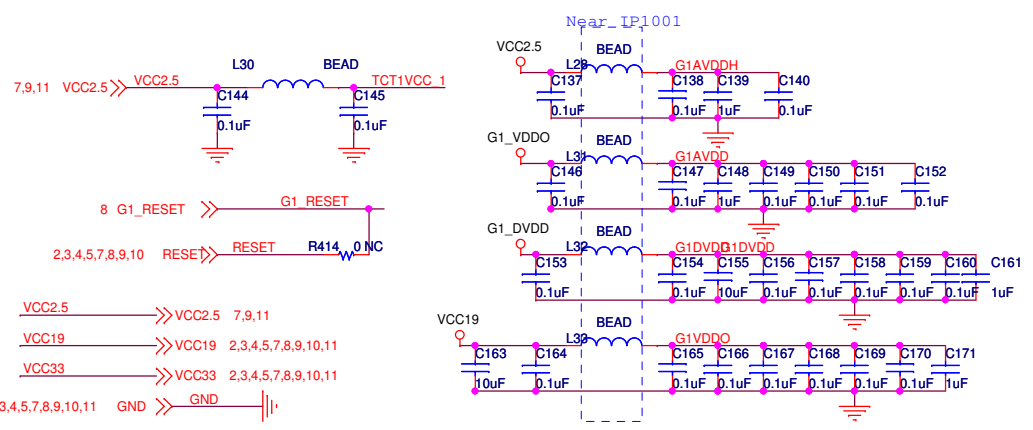 Near_IP1001
VCC2.5 BEAD
L30 BEAD L28 G1AVDDH
7,9,11 VCC2.5 VCC2.5 TCT1VCC_1 C137 C138 C139 C140
C144 C145 0.1uF 0.1uF 1uF 0.1uF
0.1uF 0.1uF
G1_VDDO BEAD
L31 G1AVDD
C146 C147 C148 C149 C150 C151 C152
0.1uF 0.1uF 1uF 0.1uF 0.1uF 0.1uF 0.1uF
8 G1_RESET G1_RESET
G1_DVDD BEAD
2,3,4,5,7,8,9,10 RESET RESET R414 0 NC L32 G1DVDD G1DVDD
C153 C154 C155 C156 C157 C158 C159 C160 C161
0.1uF 0.1uF 10uF 0.1uF 0.1uF 0.1uF 0.1uF 0.1uF 1uF
VCC2.5 VCC2.5 7,9,11
VCC19 BEAD
VCC19 VCC19 2,3,4,5,7,8,9,10,11 L33 G1VDDO
C163 C164 C165 C166 C167 C168 C169 C170 C171
VCC33 VCC33 2,3,4,5,7,8,9,10,11
10uF 0.1uF 0.1uF 0.1uF 0.1uF 0.1uF 0.1uF 0.1uF 1uF
3,4,5,7,8,9,10,11 GND GND